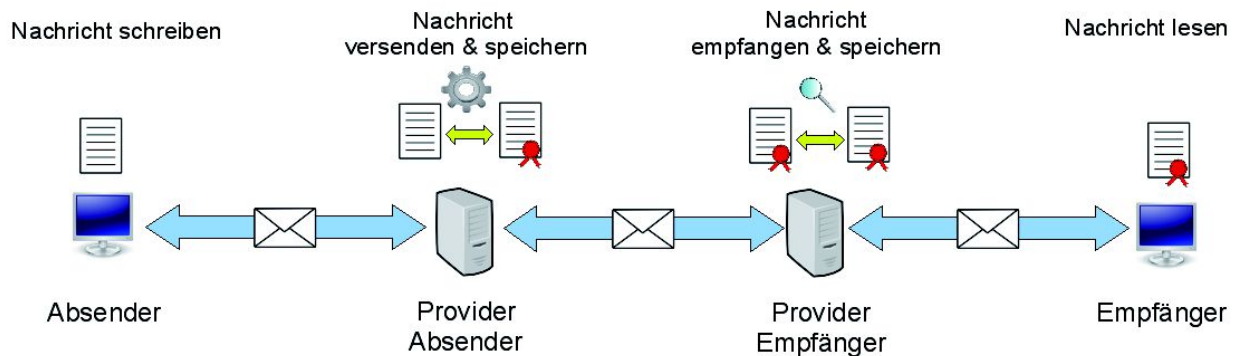 Nachricht schreiben
Nachricht
versenden & speichern
Nachricht
empfangen & speichern
Nachricht lesen
Absender
Provider
Absender
Provider
Empfänger
Empfänger